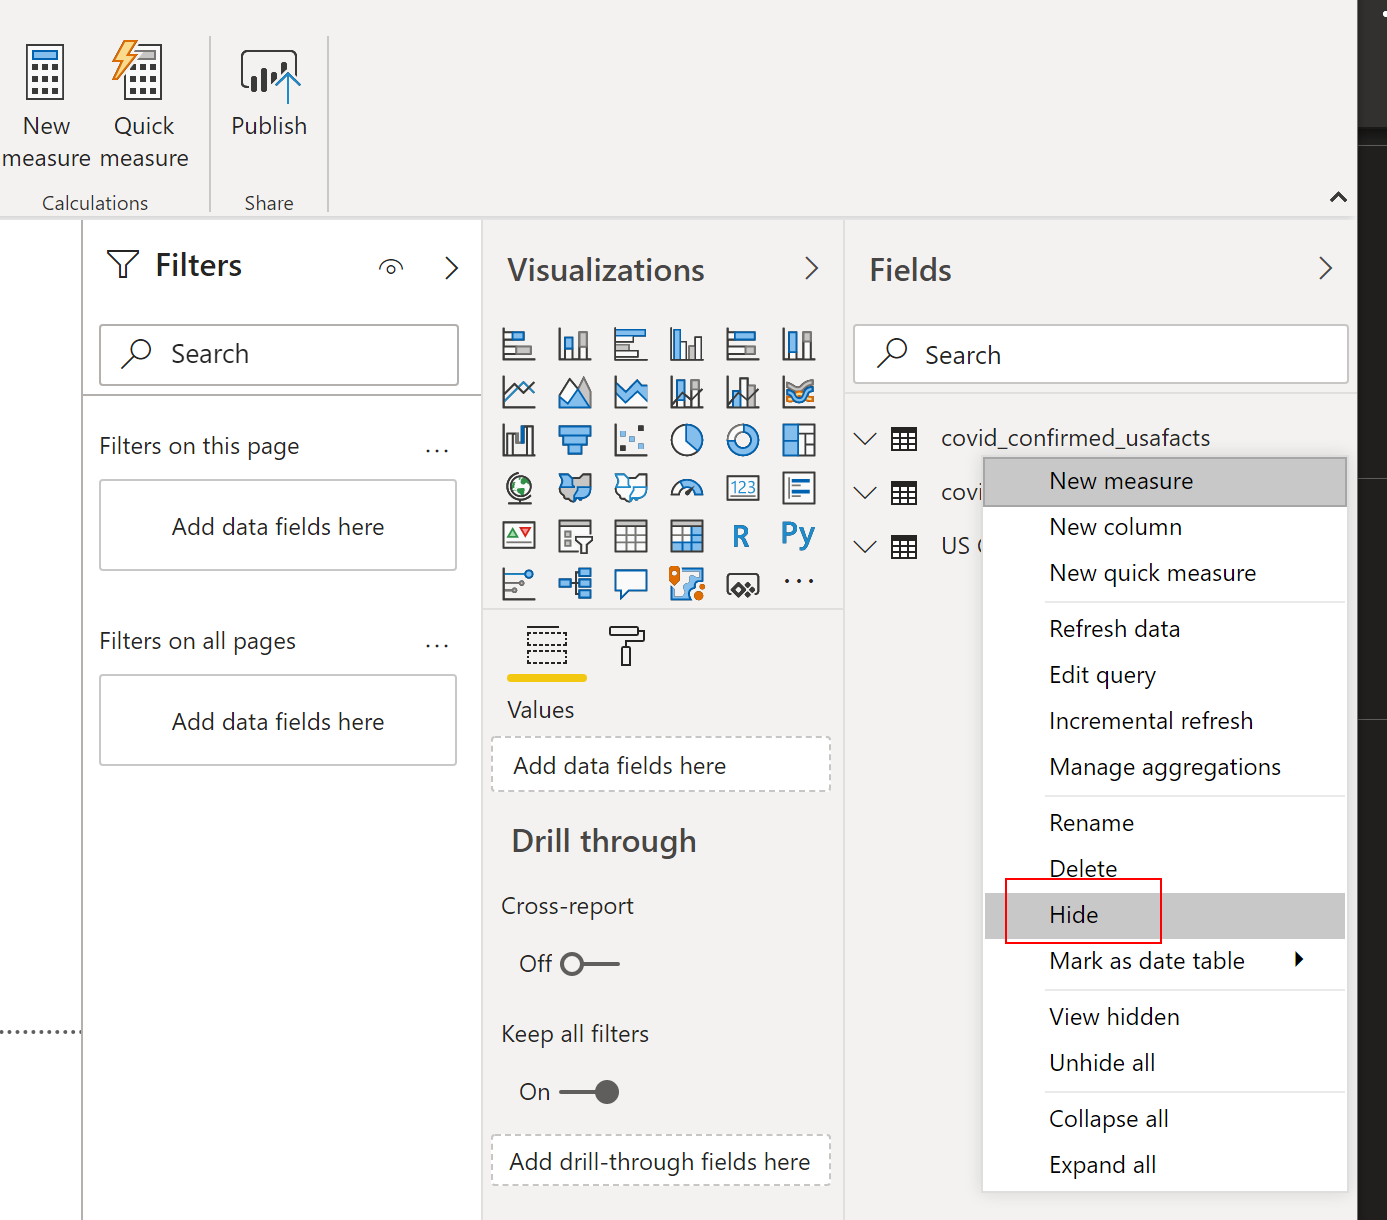 New measure
Quick measure
Publish
Calculations
Share
Filters
Search
Filters on this page
...
Add data fields here
Filters on all pages
...
Add data fields here
Visualizations
123
R
Py
...
Values
Add data fields here
Drill through
Cross-report
Off
Keep all filters
On
Add drill-through fields here
Fields
Search
covid_confirmed_usafacts
covi
US
New measure
New column
New quick measure
Refresh data
Edit query
Incremental refresh
Manage aggregations
Rename
Delete
Hide
Mark as date table
View hidden
Unhide all
Collapse all
Expand all